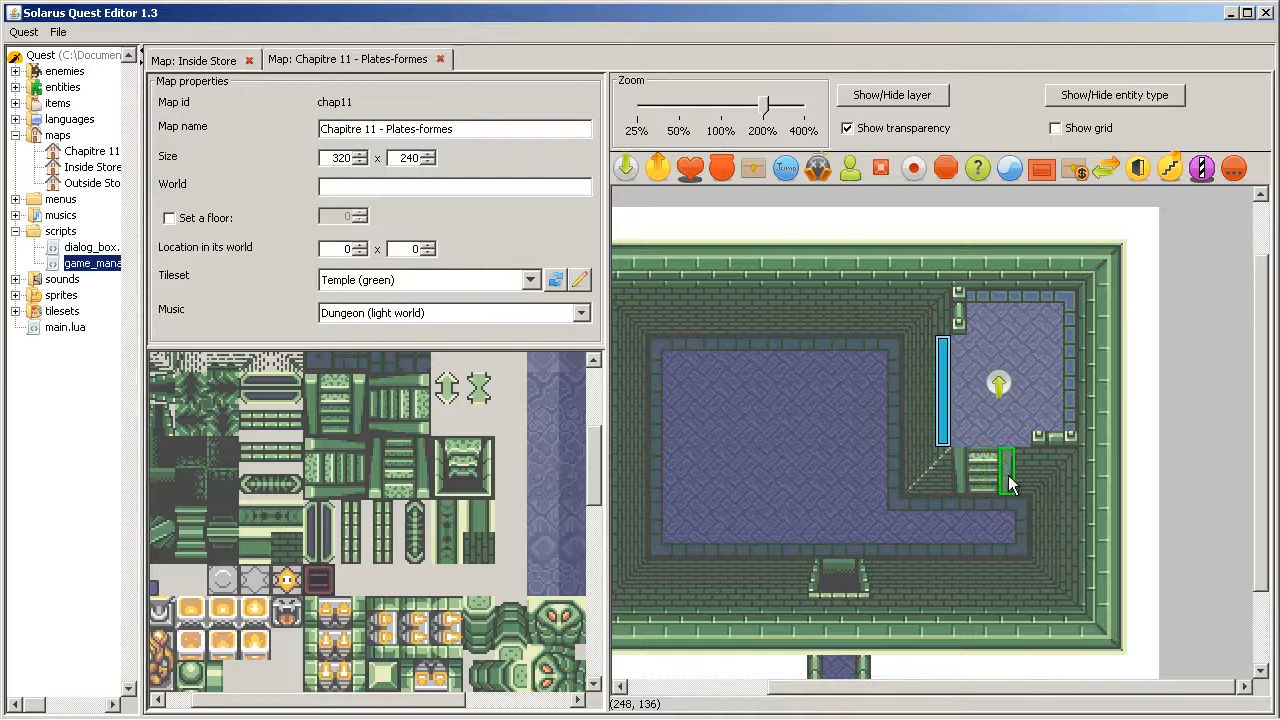 Solarus Quest Editor 1.3
Quest File
Quest (C:\Documen
enemies
entities
items
languages
maps
Chapitre 11
Inside Store
Outside Sto
menus
musics
scripts
dialog_box.
game_mana
sounds
sprites
main.lua
Map: Inside Store
Map: Chapitre 11 - Plates-formes
Map properties
Map id chap11
Map name Chapitre 11 - Plates-formes
Size 320 x 240
World
Set a floor: 0
Location in its world 0 x 0
Tileset Temple (green)
Music Dungeon (light world)
Zoom
25% 50% 200% 400%
Show/Hide layer
Show/Hide entity type
Show transparency
Show grid
Jump
?
$
(248, 136)